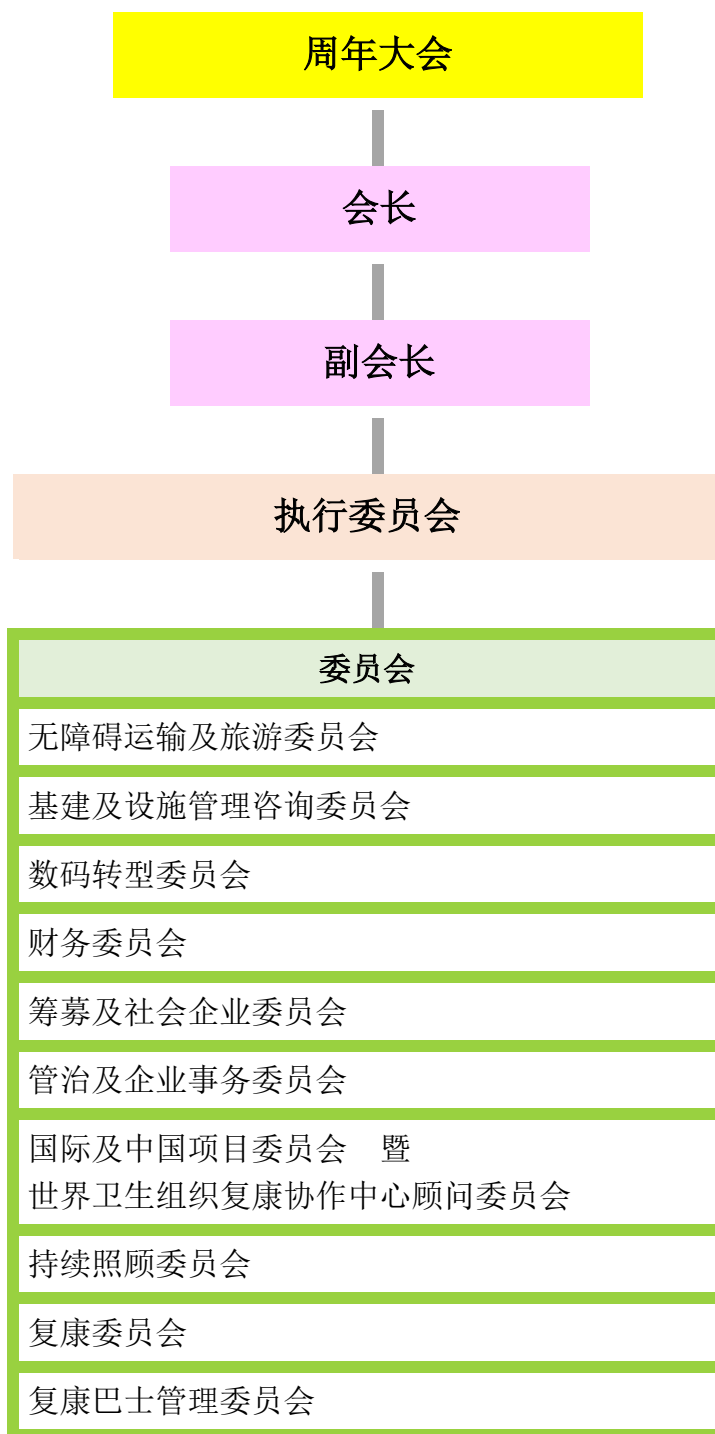 周年大会
会长
副会长
执行委员会
委员会
无障碍运输及旅游委员会
基建及设施管理咨询委员会
数码转型委员会
财务委员会
筹募及社会企业委员会
管治及企业事务委员会
国际及中国项目委员会　暨
世界卫生组织复康协作中心顾问委员会
持续照顾委员会
复康委员会
复康巴士管理委员会